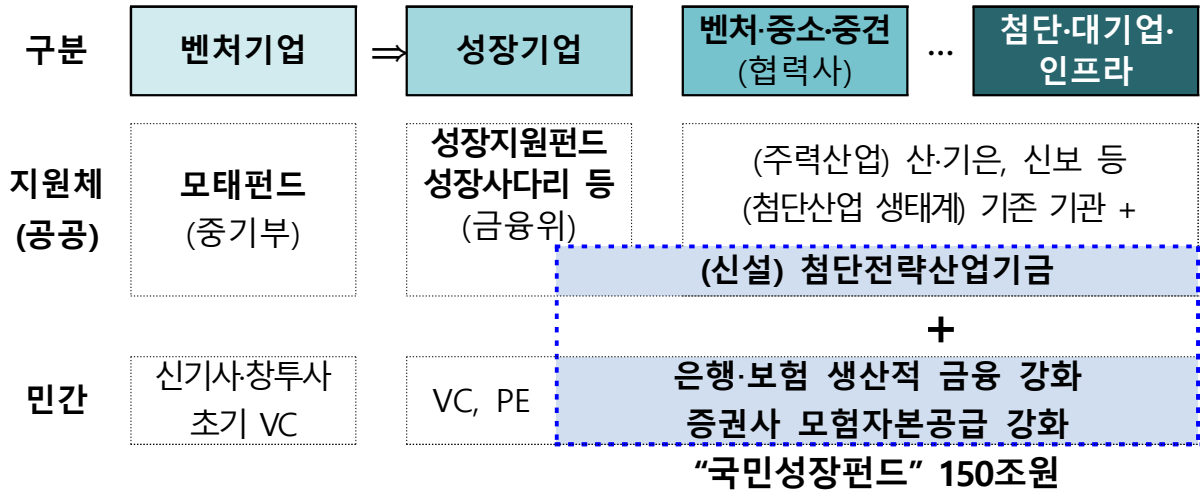 구분
벤처기업
⇒
성장기업
벤처·중소·중견
(협력사)
…
첨단·대기업·
인프라
지원체
(공공)
모태펀드
(중기부)
성장지원펀드
성장사다리 등
(금융위)
(주력산업) 산·기은, 신보 등
(첨단산업 생태계) 기존 기관 +
(신설) 첨단전략산업기금
+
민간
신기사·창투사
초기 VC
VC, PE
은행·보험 생산적 금융 강화
증권사 모험자본공급 강화
“국민성장펀드” 150조원